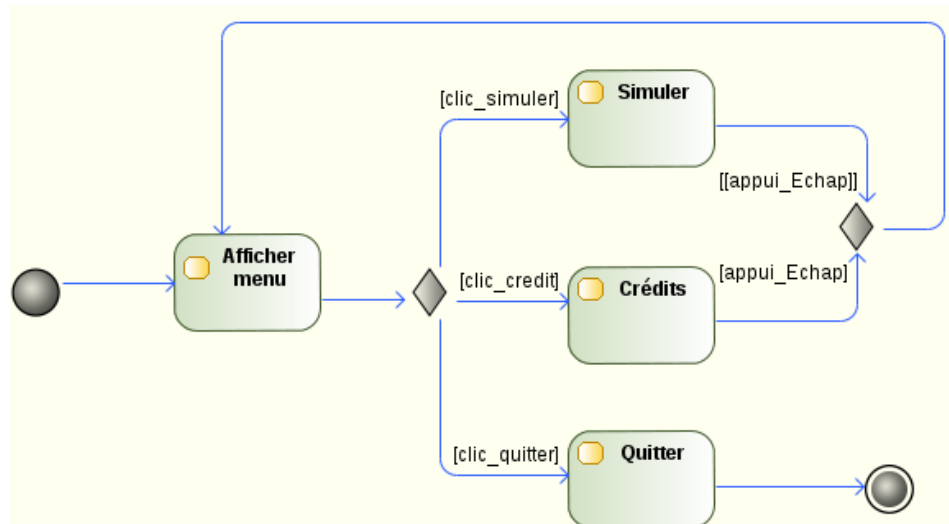 [clic_simuler]
Simuler
[[appui_Echap]]
Afficher
menu
[clic_credit]
Crédits
[appui_Echap]
[clic_quitter]
Quitter